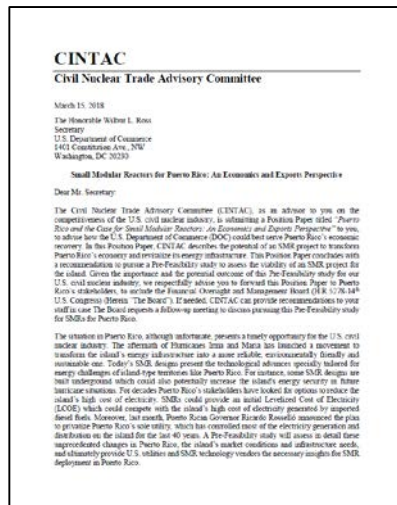 CINTAC
Civil Nuclear Trade Advisory Committee
March 15, 2018
The Honorable Wilbur L. Ross
Secretary
U.S. Department of Commerce
1401 Constitution Ave., NW
Washington, DC 20230
Small Modular Reactors for Puerto Rico: An Economics and Exports Perspective
Dear Mr. Secretary:
The Civil Nuclear Trade Advisory Committee (CINTAC), as an advisor to you on the
competitiveness of the U.S. civil nuclear industry, is submitting a Position Paper titled "Puerto
Rico and the Case for Small Modular Reactors: An Economics and Exports Perspective" to you,
to advise how the U.S. Department of Commerce (DOC) could best serve Puerto Rico's economic
recovery. In this Position Paper, CINTAC describes the potential of an SMR project to transform
Puerto Rico's economy and revitalize its energy infrastructure. This Position Paper concludes with
a recommendation to pursue a Pre-Feasibility study to assess the viability of an SMR project for
the island. Given the importance and the potential outcome of this Pre-Feasibility study for our
U.S. civil nuclear industry, we respectfully advise you to forward this Position Paper to Puerto
Rico's stakeholders, to include the Financial Oversight and Management Board (H.R 5278-14th
U.S. Congress) (Herein "The Board"). If needed, CINTAC can provide recommendations to your
staff in case The Board requests a follow-up meeting to discuss pursuing this Pre-Feasibility study
for SMRs for Puerto Rico.
The situation in Puerto Rico, although unfortunate, presents a timely opportunity for the U.S. civil
nuclear industry. The aftermath of Hurricanes Irma and Maria has launched a movement to
transform the island's energy infrastructure into a more reliable, environmentally friendly and
sustainable one. Today's SMR designs present the technological advances specially tailored for
energy challenges of island-type territories like Puerto Rico. For instance, some SMR designs are
built underground which could also potentially increase the island's energy security in future
hurricane situations. For decades Puerto Rico's stakeholders have looked for options to reduce the
island's high cost of electricity. SMRs could provide an initial Levelized Cost of Electricity
(LCOE) which could compete with the island's high cost of electricity generated by imported
diesel fuels. Moreover, last month, Puerto Rican Governor Ricardo Rosselló announced the plan
to privatize Puerto Rico's sole utility, which has controlled most of the electricity generation and
distribution on the island for the last 40 years. A Pre-Feasibility study will assess in detail these
unprecedented changes in Puerto Rico, the island's market conditions and infrastructure needs,
and ultimately provide U.S. utilities and SMR technology vendors the necessary insights for SMR
deployment in Puerto Rico.